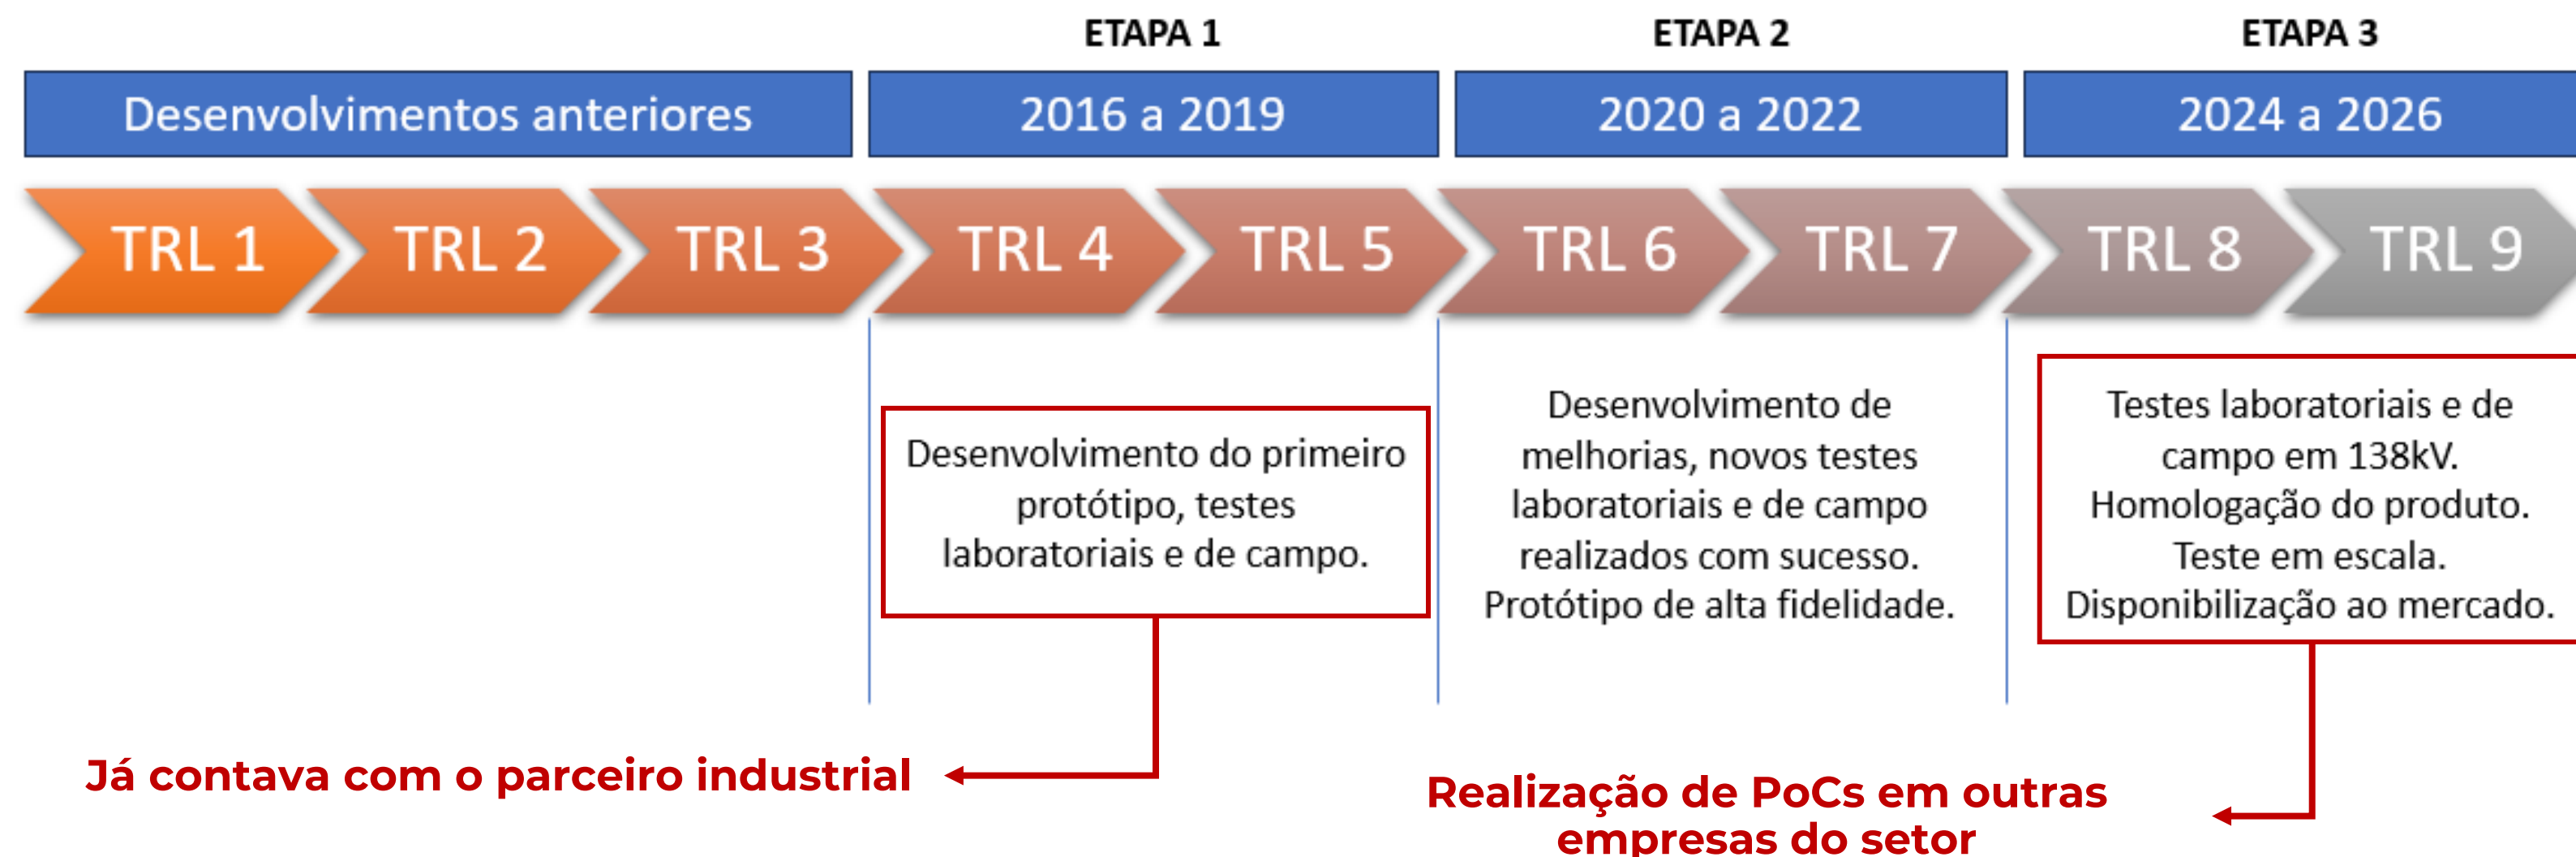 ETAPA 1
ETAPA 2
ETAPA 3
Desenvolvimentos anteriores
2016 a 2019
2020 a 2022
2024 a 2026
TRL 1
TRL 2
TRL 3
TRL 4
TRL 5
TRL 6
TRL 7
TRL 8
TRL 9
Desenvolvimento do primeiro
protótipo, testes
laboratoriais e de campo.
Desenvolvimento de
melhorias, novos testes
laboratoriais e de campo
realizados com sucesso.
Protótipo de alta fidelidade.
Testes laboratoriais e de
campo em 138kV.
Homologação do produto.
Teste em escala.
Disponibilização ao mercado.
Já contava com o parceiro industrial
Realização de PoCs em outras
empresas do setor